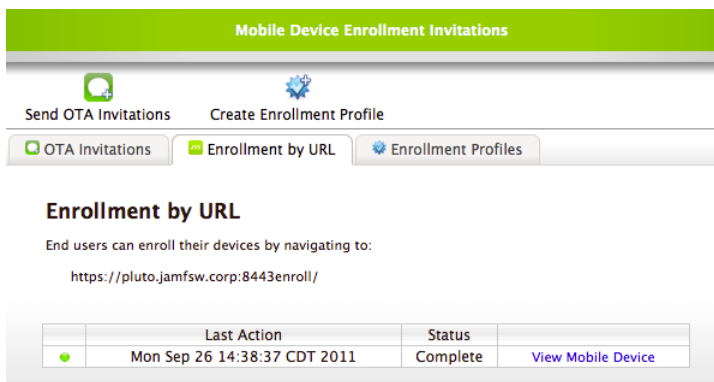 Mobile Device Enrollment Invitations
Send OTA Invitations Create Enrollment Profile
OTA Invitations Enrollment by URL Enrollment Profiles
Enrollment by URL
End users can enroll their devices by navigating to:
https://pluto.jamfsw.corp:8443enroll/
Last Action Status
Mon Sep 26 14:38:37 CDT 2011 Complete View Mobile Device